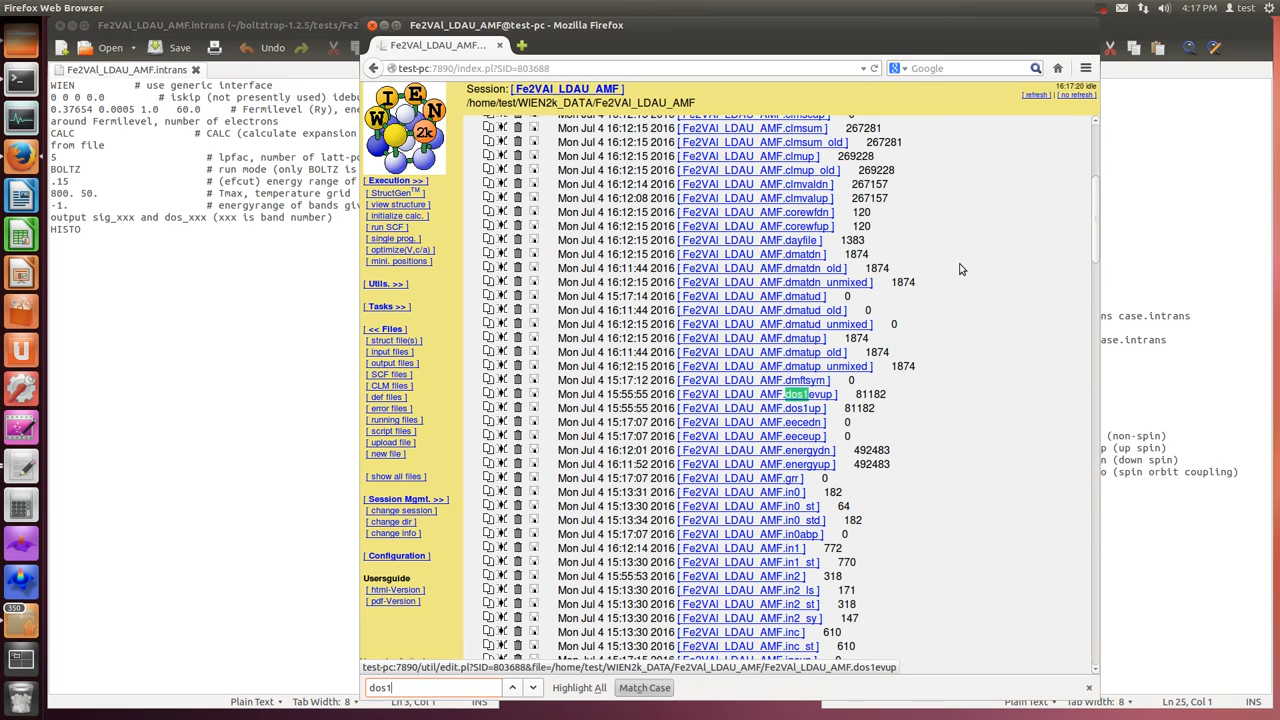 Firefox Web Browser
4:17 PM
test
Fe2VAl_LDAU_AMF.intrans (~/boltztrap-1.2.5/tests/Fe2
Open
Save
Undo
Fe2VAl_LDAU_AMF.intrans
WIEN # use generic interface
0 0 0 0.0 # iskip (not presently used) idebu
0.37654 0.0005 1.0 60.0 # Fermilevel (Ry), ene
around Fermilevel, number of electrons
CALC # CALC (calculate expansion
from file
5 # lpfac, number of latt-po
BOLTZ # run mode (only BOLTZ is
.15 # (efcut) energy range of
800. 50. # Tmax, temperature grid
-1. # energyrange of bands giv
output sig_xxx and dos_xxx (xxx is band number)
HISTO
Fe2VAl_LDAU_AMF@test-pc - Mozilla Firefox
Fe2VAl_LDAU_AMF...
test-pc:7890/index.pl?SID=803688
Google
W I E N
2k
Session: [ Fe2VAl_LDAU_AMF ]
/home/test/WIEN2k_DATA/Fe2VAl_LDAU_AMF
16:17:20 idle
[ refresh ] [ no refresh ]
Execution >>
[ StructGen™ ]
[ view structure ]
[ initialize calc. ]
[ run SCF ]
[ single prog. ]
[ optimize(V,c/a) ]
[ mini. positions ]
[ Utils. >> ]
[ Tasks >> ]
[ << Files ]
[ struct file(s) ]
[ input files ]
[ output files ]
[ SCF files ]
[ CLM files ]
[ def files ]
[ error files ]
[ running files ]
[ script files ]
[ upload file ]
[ new file ]
[ show all files ]
[ Session Mgmt. >> ]
[ change session ]
[ change dir ]
[ change info ]
[ Configuration ]
Usersguide
[ html-Version ]
[ pdf-Version ]
Mon Jul 4 16:12:15 2016 [ Fe2VAl_LDAU_AMF.clmsum ] 267281
Mon Jul 4 16:12:15 2016 [ Fe2VAl_LDAU_AMF.clmsum_old ] 267281
Mon Jul 4 16:12:15 2016 [ Fe2VAl_LDAU_AMF.clmup ] 269228
Mon Jul 4 16:12:15 2016 [ Fe2VAl_LDAU_AMF.clmup_old ] 269228
Mon Jul 4 16:12:14 2016 [ Fe2VAl_LDAU_AMF.clmvaldn ] 267157
Mon Jul 4 16:12:08 2016 [ Fe2VAl_LDAU_AMF.clmvalup ] 267157
Mon Jul 4 16:12:15 2016 [ Fe2VAl_LDAU_AMF.corewfdn ] 120
Mon Jul 4 16:12:15 2016 [ Fe2VAl_LDAU_AMF.corewfup ] 120
Mon Jul 4 16:12:15 2016 [ Fe2VAl_LDAU_AMF.dayfile ] 1383
Mon Jul 4 16:12:15 2016 [ Fe2VAl_LDAU_AMF.dmatdn ] 1874
Mon Jul 4 16:11:44 2016 [ Fe2VAl_LDAU_AMF.dmatdn_old ] 1874
Mon Jul 4 16:12:15 2016 [ Fe2VAl_LDAU_AMF.dmatdn_unmixed ] 1874
Mon Jul 4 15:17:14 2016 [ Fe2VAl_LDAU_AMF.dmatud ] 0
Mon Jul 4 16:11:44 2016 [ Fe2VAl_LDAU_AMF.dmatud_old ] 0
Mon Jul 4 16:12:15 2016 [ Fe2VAl_LDAU_AMF.dmatud_unmixed ] 0
Mon Jul 4 16:12:15 2016 [ Fe2VAl_LDAU_AMF.dmatup ] 1874
Mon Jul 4 16:11:44 2016 [ Fe2VAl_LDAU_AMF.dmatup_old ] 1874
Mon Jul 4 16:12:15 2016 [ Fe2VAl_LDAU_AMF.dmatup_unmixed ] 1874
Mon Jul 4 15:17:12 2016 [ Fe2VAl_LDAU_AMF.dmftsym ] 0
Mon Jul 4 15:55:55 2016 [ Fe2VAl_LDAU_AMF.dos1evup ] 81182
Mon Jul 4 15:55:55 2016 [ Fe2VAl_LDAU_AMF.dos1up ] 81182
Mon Jul 4 15:17:07 2016 [ Fe2VAl_LDAU_AMF.eecedn ] 0
Mon Jul 4 15:17:07 2016 [ Fe2VAl_LDAU_AMF.eeceup ] 0
Mon Jul 4 16:12:01 2016 [ Fe2VAl_LDAU_AMF.energydn ] 492483
Mon Jul 4 16:11:52 2016 [ Fe2VAl_LDAU_AMF.energyup ] 492483
Mon Jul 4 15:17:07 2016 [ Fe2VAl_LDAU_AMF.grr ] 0
Mon Jul 4 15:13:31 2016 [ Fe2VAl_LDAU_AMF.in0 ] 182
Mon Jul 4 15:13:30 2016 [ Fe2VAl_LDAU_AMF.in0_st ] 64
Mon Jul 4 15:13:34 2016 [ Fe2VAl_LDAU_AMF.in0_std ] 182
Mon Jul 4 15:17:07 2016 [ Fe2VAl_LDAU_AMF.in0abp ] 0
Mon Jul 4 16:12:14 2016 [ Fe2VAl_LDAU_AMF.in1 ] 772
Mon Jul 4 15:13:30 2016 [ Fe2VAl_LDAU_AMF.in1_st ] 770
Mon Jul 4 15:55:53 2016 [ Fe2VAl_LDAU_AMF.in2 ] 318
Mon Jul 4 15:13:30 2016 [ Fe2VAl_LDAU_AMF.in2_ls ] 171
Mon Jul 4 15:13:30 2016 [ Fe2VAl_LDAU_AMF.in2_st ] 318
Mon Jul 4 15:13:30 2016 [ Fe2VAl_LDAU_AMF.in2_sy ] 147
Mon Jul 4 15:13:30 2016 [ Fe2VAl_LDAU_AMF.inc ] 610
Mon Jul 4 15:13:30 2016 [ Fe2VAl_LDAU_AMF.inc_st ] 610
test-pc:7890/util/edit.pl?SID=803688&file=/home/test/WIEN2k_DATA/Fe2VAl_LDAU_AMF/Fe2VAl_LDAU_AMF.dos1evup
dos1
Highlight All
Match Case
ns case.intrans
case.intrans
(non-spin)
p (up spin)
n (down spin)
o (spin orbit coupling)
Plain Text
Tab Width: 8
Ln 3, Col 1
INS
Plain Text
Tab Width: 8
Ln 25, Col 1
INS
350